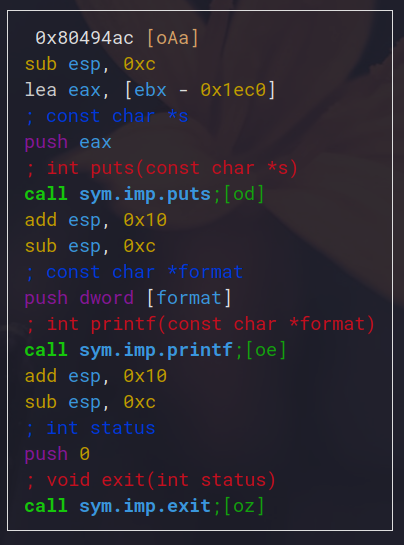 0x80494ac [oAa]
sub esp, 0xc
lea eax, [ebx - 0x1ec0]
; const char *s
push eax
; int puts(const char *s)
call sym.imp.puts;[od]
add esp, 0x10
sub esp, 0xc
; const char *format
push dword [format]
; int printf(const char *format)
call sym.imp.printf;[oe]
add esp, 0x10
sub esp, 0xc
; int status
push 0
; void exit(int status)
call sym.imp.exit;[oz]